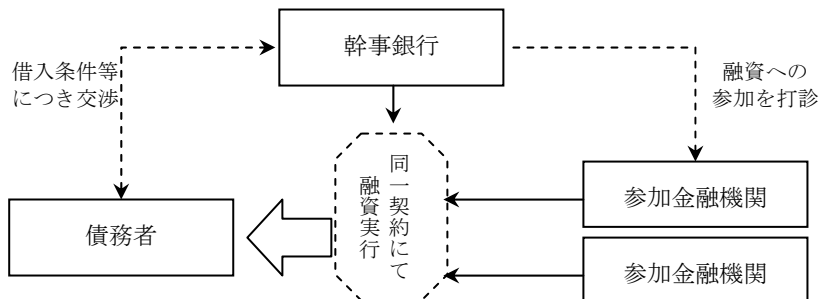 幹事銀行
借入条件等
につき交渉
融資への
参加を打診
同一契約にて
融資実行
参加金融機関
債務者
参加金融機関